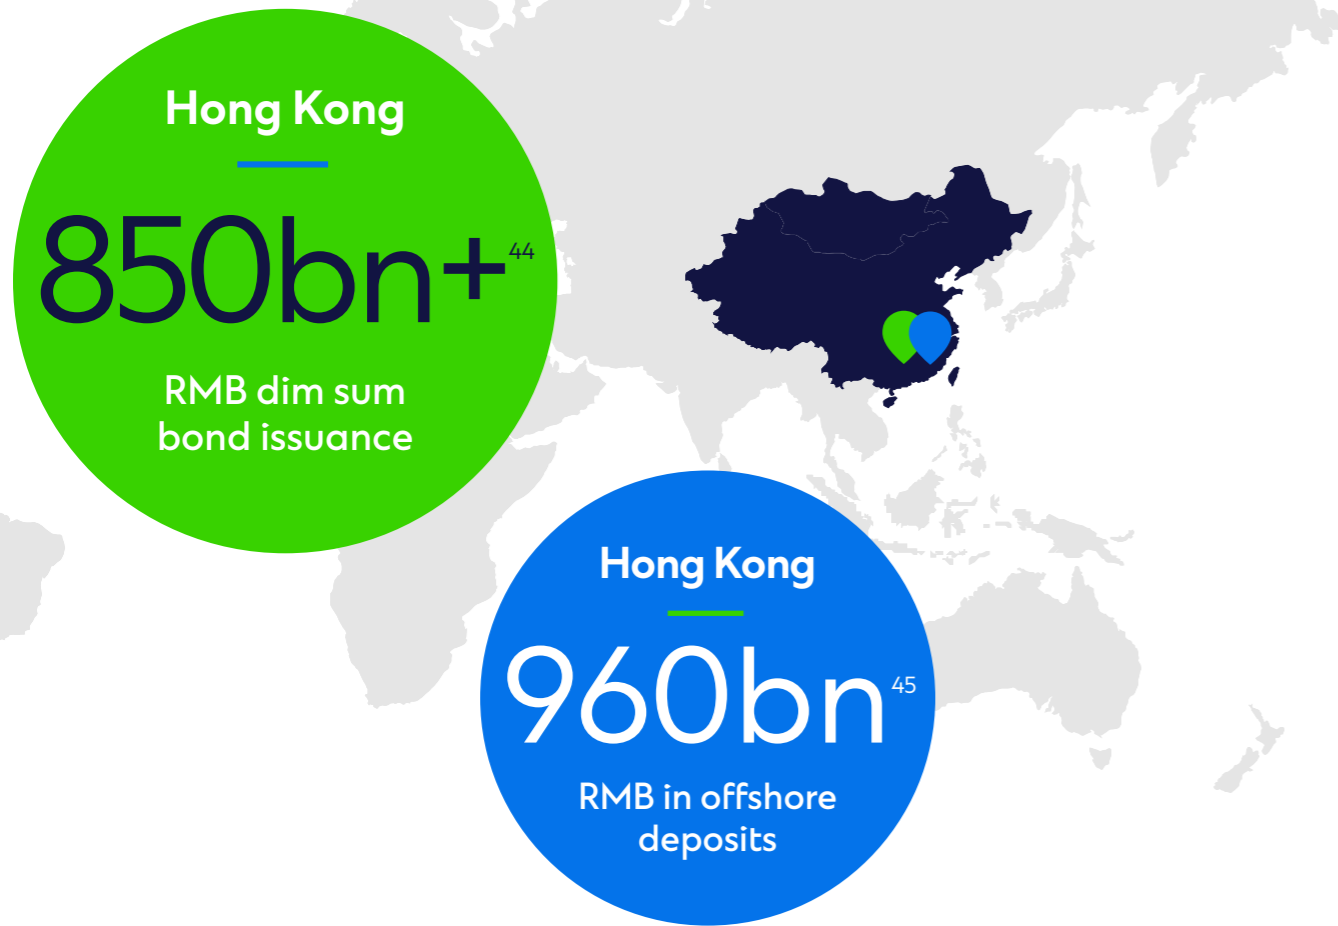 Hong Kong
850bn+44
RMB dim sum
bond issuance
Hong Kong
960bn45
RMB in offshore
deposits